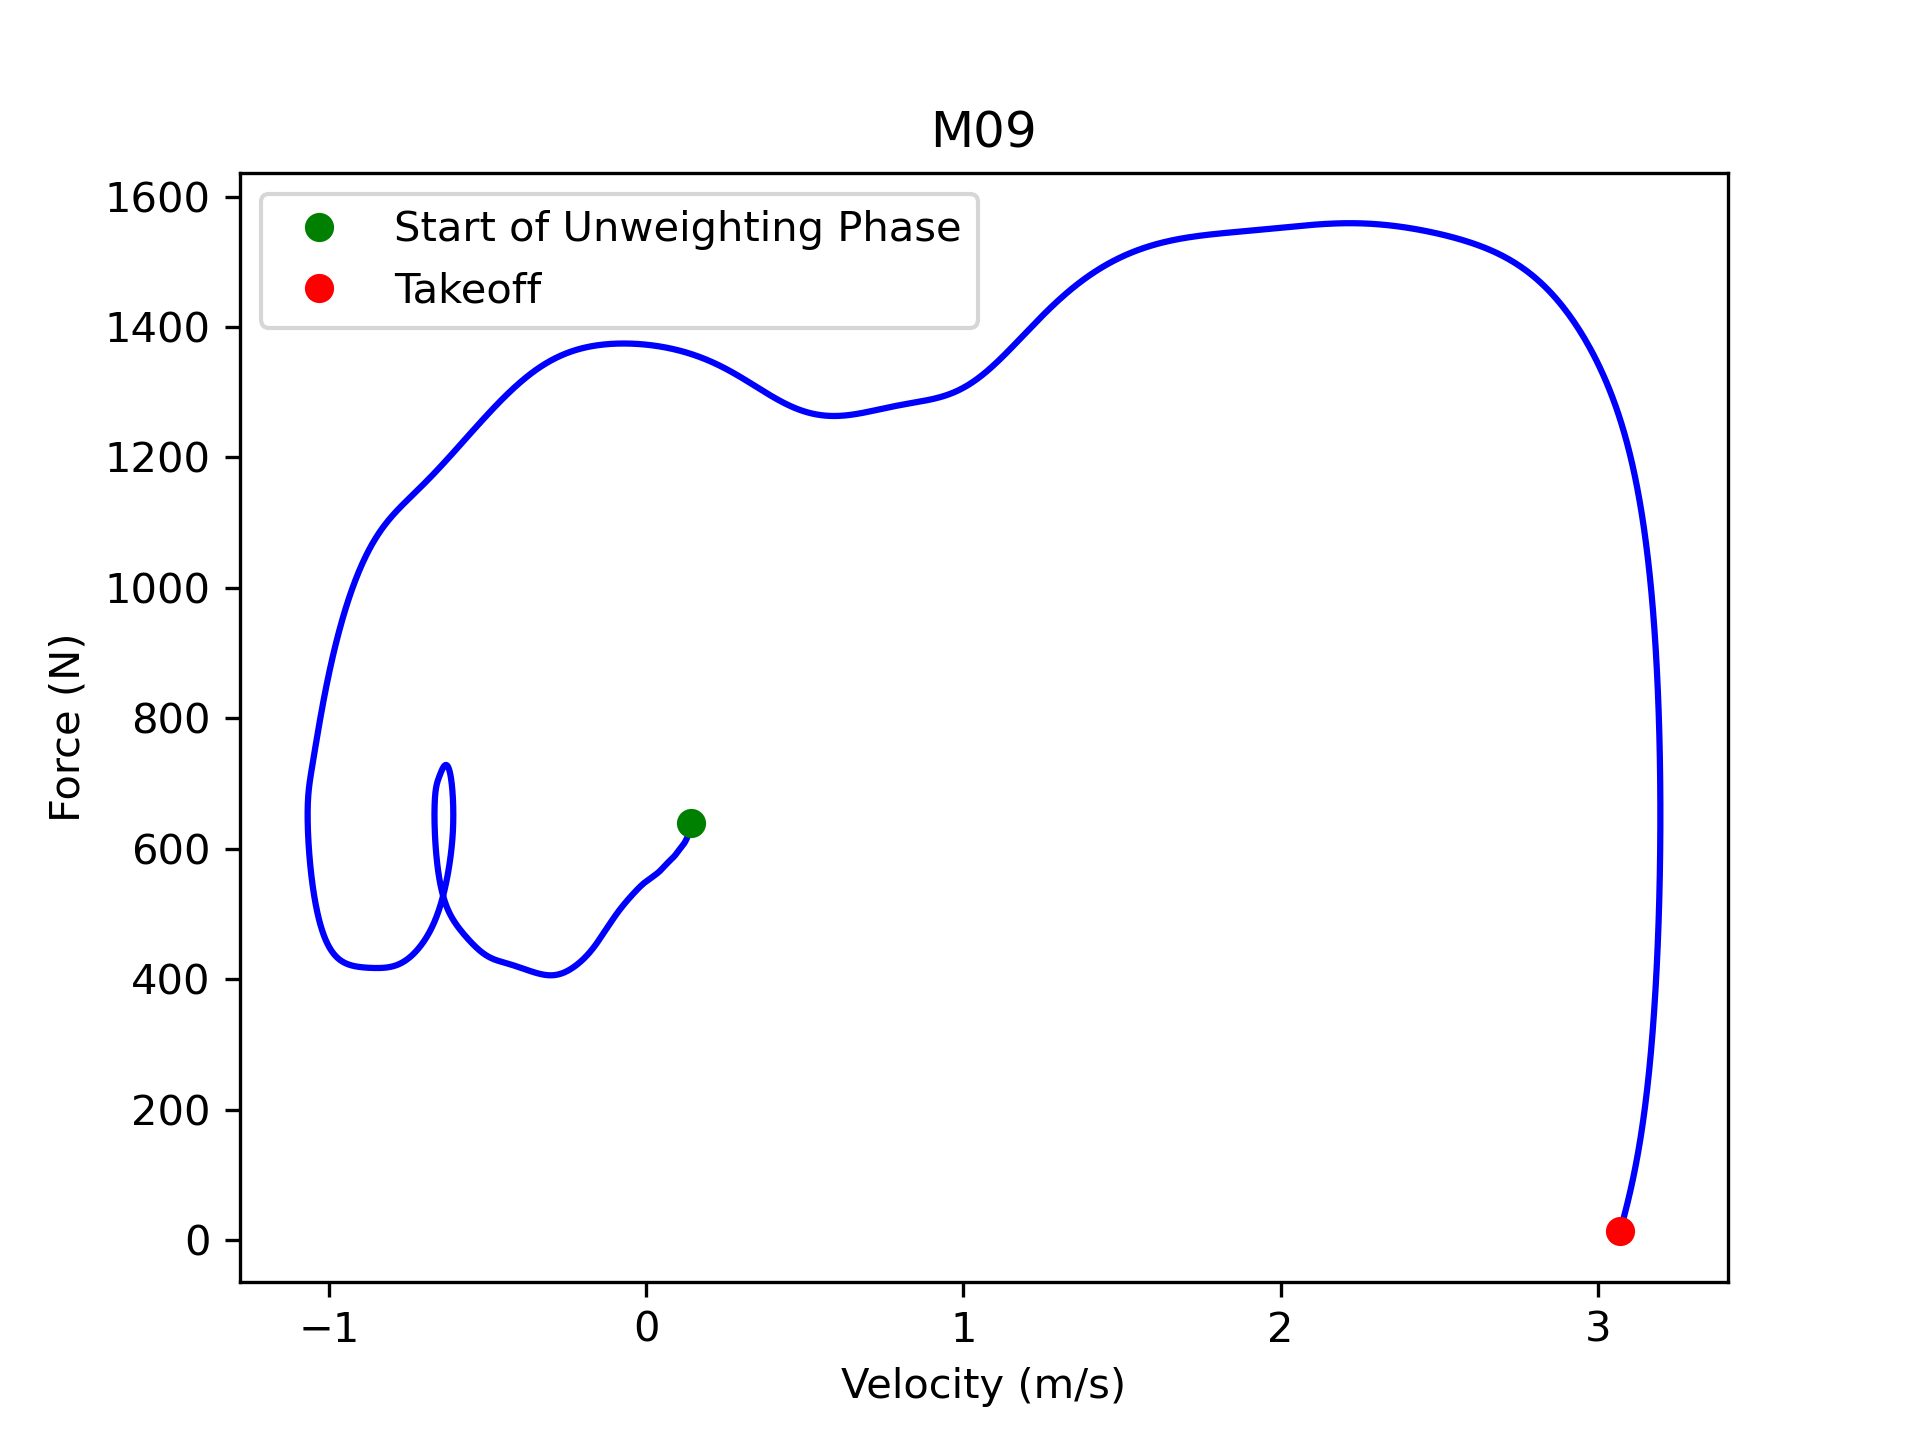 M09
Start of Unweighting Phase
Takeoff
1600
1400
1200
1000
800
600
400
200
0
Force (N)
−1 0 1 2 3
Velocity (m/s)